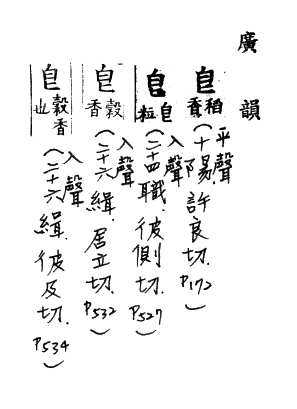 廣韻
皀 稻香 平聲(十陽.許良切.P172)
皀 皀粒 入聲(二十四職.彼側切.P527)
皀 穀香 入聲(二十六緝.居立切.P532)
皀 穀香也 入聲(二十六緝.彼及切.P534)